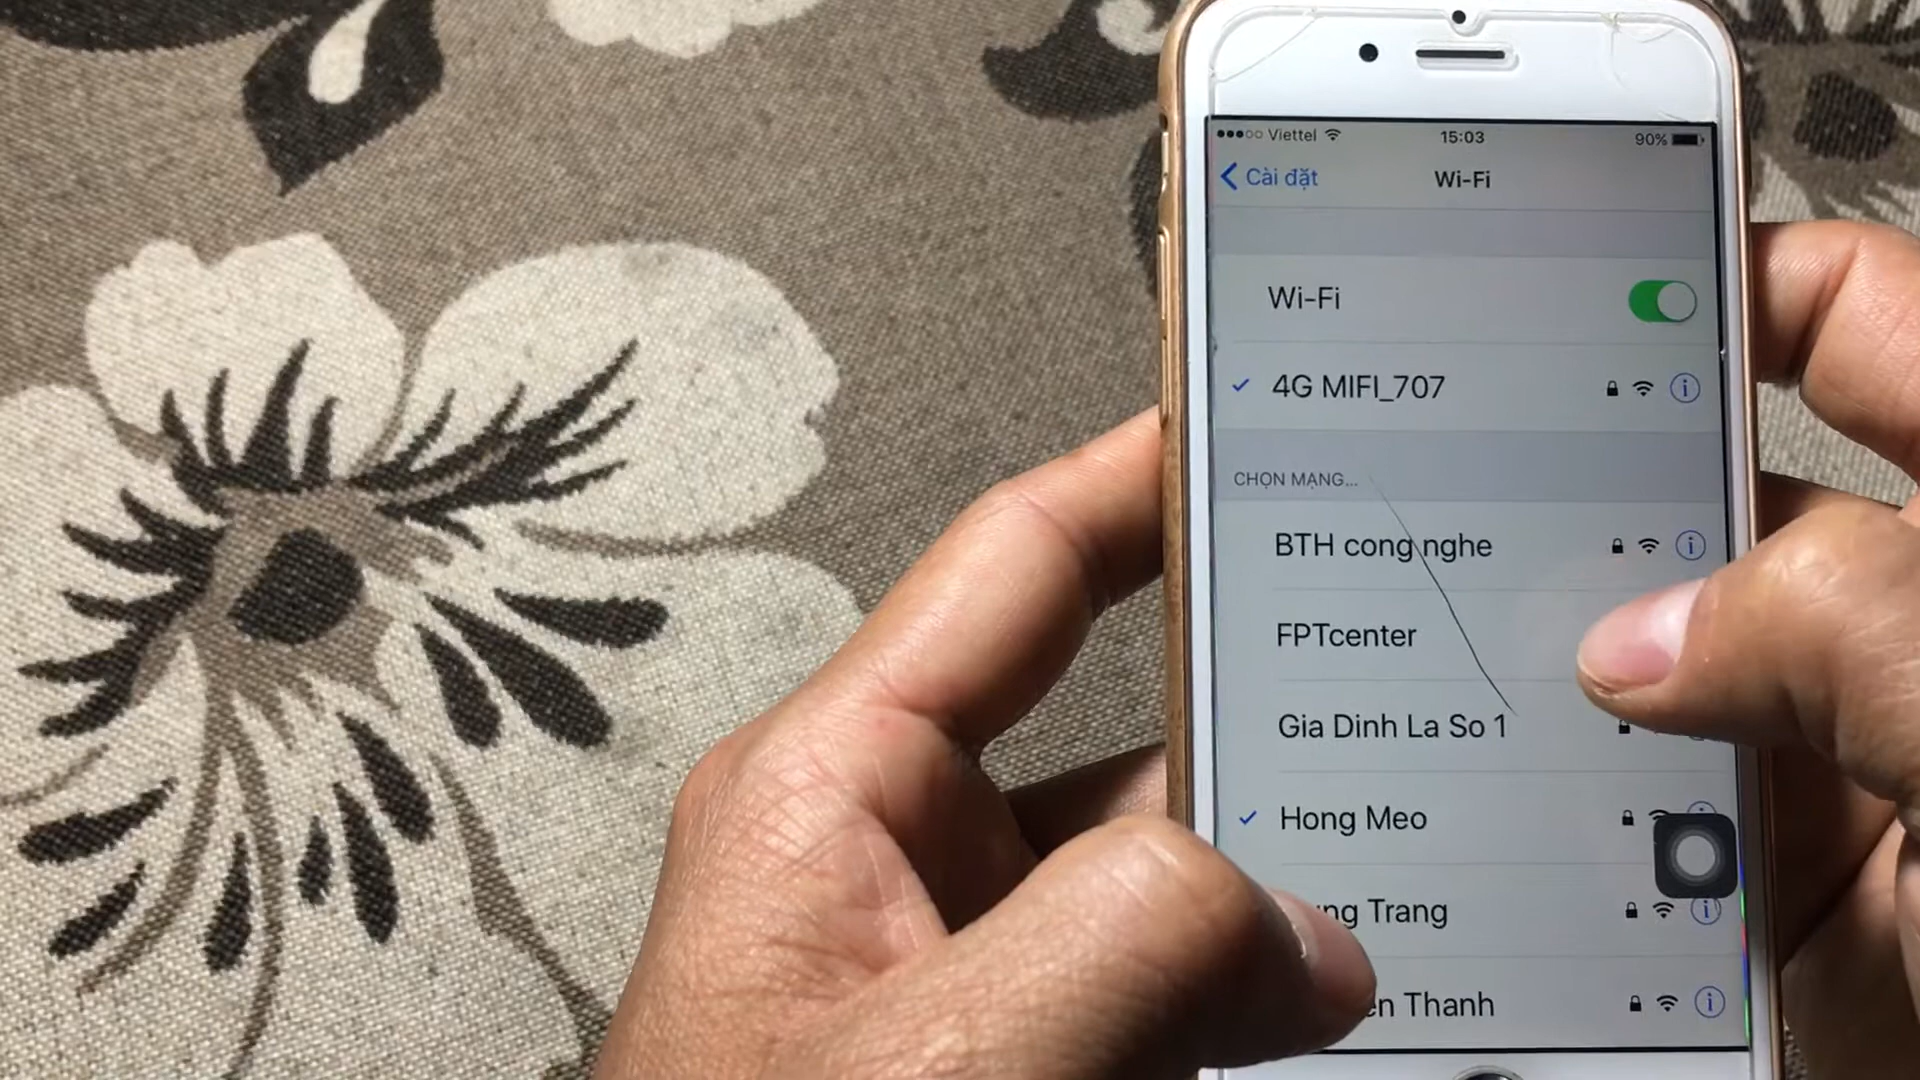 Viettel 15:03 90%
Cài đặt Wi-Fi
Wi-Fi
4G MIFI_707
CHỌN MẠNG...
BTH cong nghe
FPTcenter
Gia Dinh La So 1
Hong Meo
Trang
Thanh